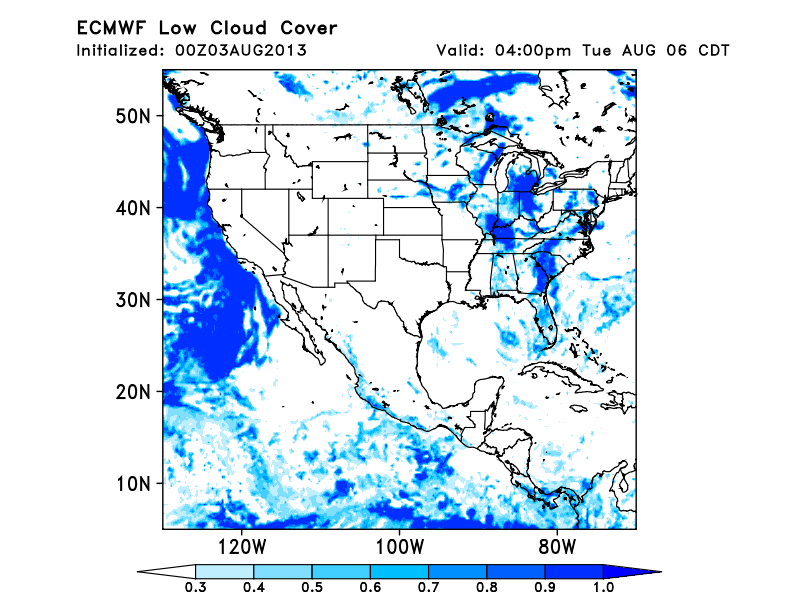 ECMWF Low Cloud Cover
Initialized: 00Z03AUG2013 Valid: 04:00pm Tue AUG 06 CDT
50N
40N
30N
20N
10N
120W 100W 80W
0.3 0.4 0.5 0.6 0.7 0.8 0.9 1.0